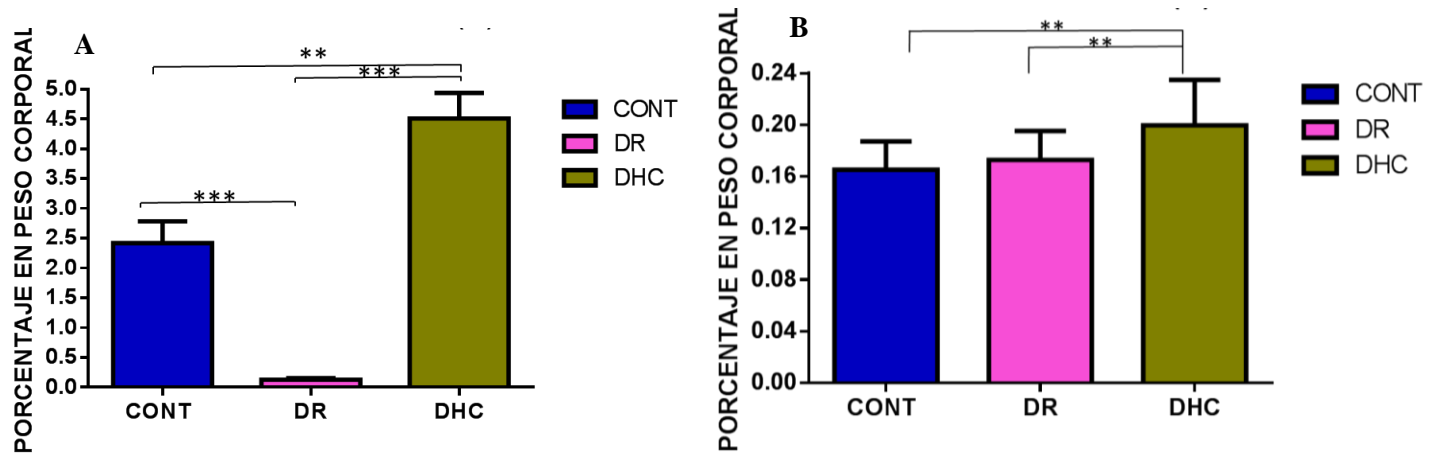 A
**
***
PORCENTAJE EN PESO CORPORAL
5.0
4.5
4.0
3.5
3.0
2.5
2.0
1.5
1.0
0.5
0.0
***
CONT
DR
DHC
CONT
DR
DHC
B
**
**
PORCENTAJE EN PESO CORPORAL
0.24
0.20
0.16
0.12
0.08
0.04
0.00
CONT
DR
DHC
CONT
DR
DHC